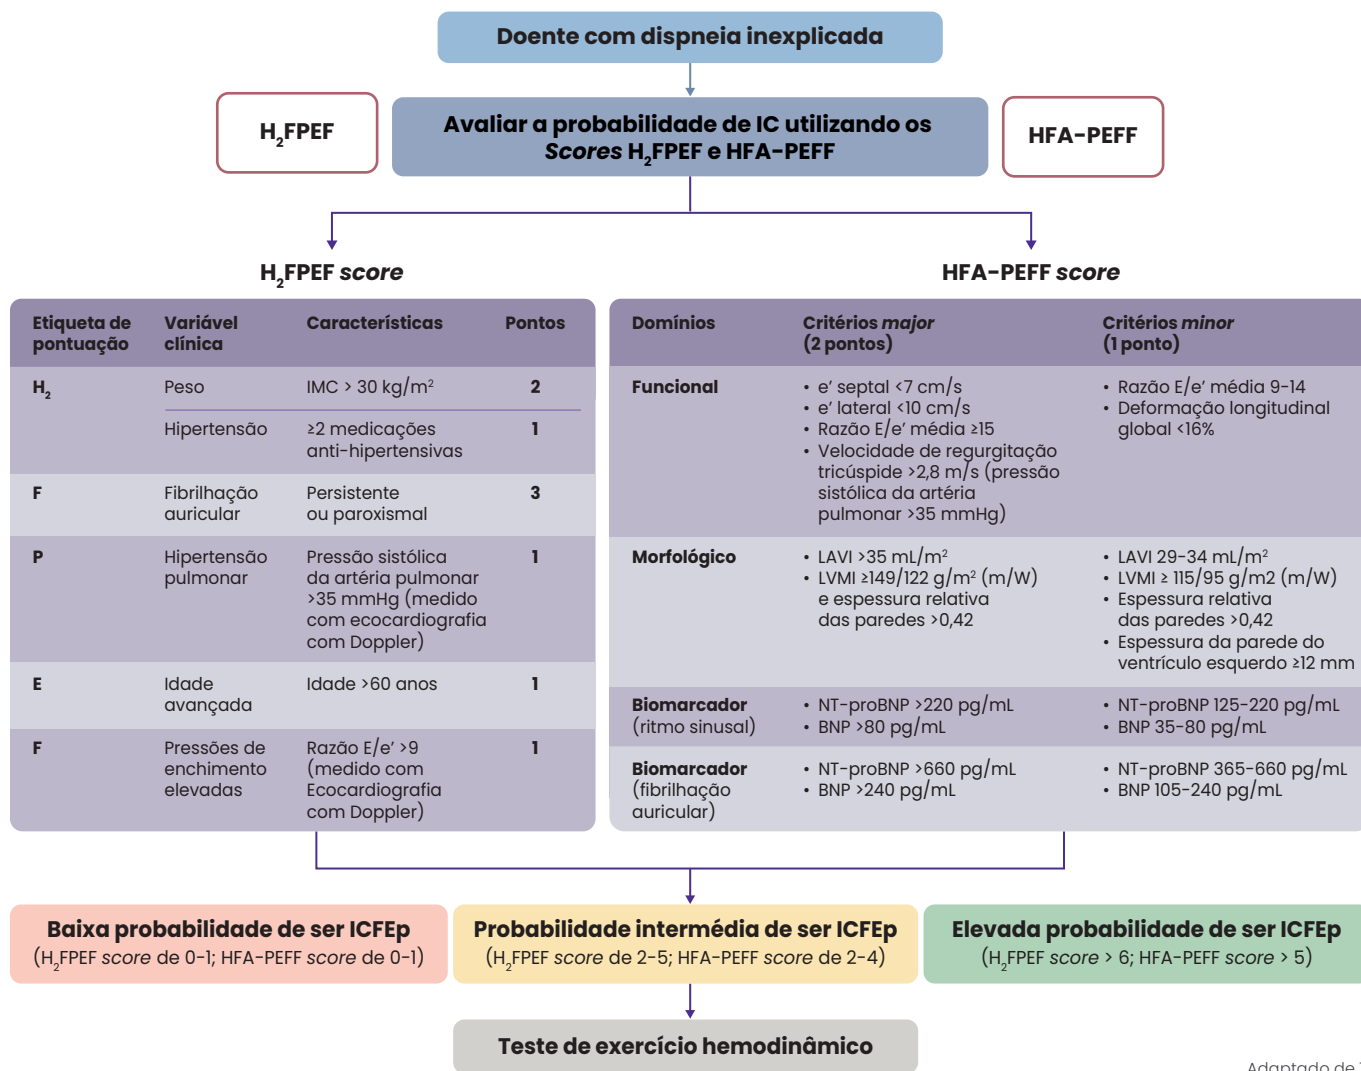 Doente com dispneia inexplicada
H₂FPEF
Avaliar a probabilidade de IC utilizando os
Scores H₂FPEF e HFA-PEFF
HFA-PEFF
H₂FPEF score
Etiqueta de
pontuação
Variável
clínica
Características
Pontos
H₂
Peso
IMC > 30 kg/m²
2
Hipertensão
≥2 medicações
anti-hipertensivas
1
F
Fibrilhação
auricular
Persistente
ou paroxismal
3
P
Hipertensão
pulmonar
Pressão sistólica
da artéria pulmonar
>35 mmHg (medido
com ecocardiografia
com Doppler)
1
E
Idade
avançada
Idade >60 anos
1
F
Pressões de
enchimento
elevadas
Razão E/e' >9
(medido com
Ecocardiografia
com Doppler)
1
HFA-PEFF score
Domínios
Critérios major
(2 pontos)
Critérios minor
(1 ponto)
Funcional
• e' septal <7 cm/s
• e' lateral <10 cm/s
• Razão E/e' média ≥15
• Velocidade de regurgitação
tricúspide >2,8 m/s (pressão
sistólica da artéria
pulmonar >35 mmHg)
• Razão E/e' média 9-14
• Deformação longitudinal
global <16%
Morfológico
• LAVI >35 mL/m²
• LVMI ≥149/122 g/m² (m/W)
e espessura relativa
das paredes >0,42
• LAVI 29-34 mL/m²
• LVMI ≥ 115/95 g/m2 (m/W)
• Espessura relativa
das paredes >0,42
• Espessura da parede do
ventrículo esquerdo ≥12 mm
Biomarcador
(ritmo sinusal)
• NT-proBNP >220 pg/mL
• BNP >80 pg/mL
• NT-proBNP 125-220 pg/mL
• BNP 35-80 pg/mL
Biomarcador
(fibrilhação
auricular)
• NT-proBNP >660 pg/mL
• BNP >240 pg/mL
• NT-proBNP 365-660 pg/mL
• BNP 105-240 pg/mL
Baixa probabilidade de ser ICFEp
(H₂FPEF score de 0-1; HFA-PEFF score de 0-1)
Probabilidade intermédia de ser ICFEp
(H₂FPEF score de 2-5; HFA-PEFF score de 2-4)
Elevada probabilidade de ser ICFEp
(H₂FPEF score > 6; HFA-PEFF score > 5)
Teste de exercício hemodinâmico
Adaptado de